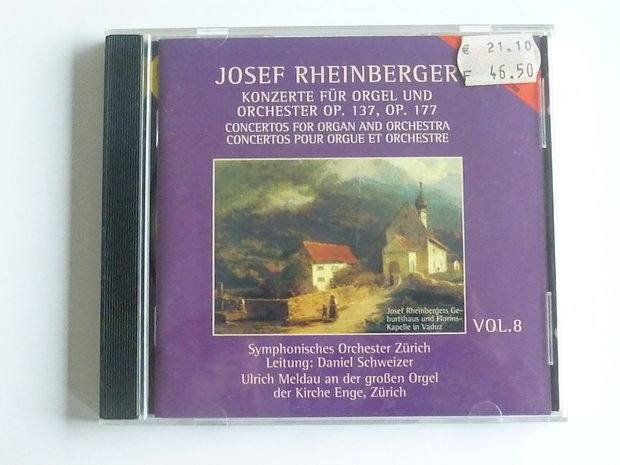 € 21.10
F 46.50
JOSEF RHEINBERGER
KONZERTE FÜR ORGEL UND
ORCHESTER OP. 137, OP. 177
CONCERTOS FOR ORGAN AND ORCHESTRA
CONCERTOS POUR ORGUE ET ORCHESTRE
Josef Rheinbergers Ge-
burtshaus und Florins-
Kapelle in Vaduz
VOL.8
Symphonisches Orchester Zürich
Leitung: Daniel Schweizer
Ulrich Meldau an der großen Orgel
der Kirche Enge, Zürich